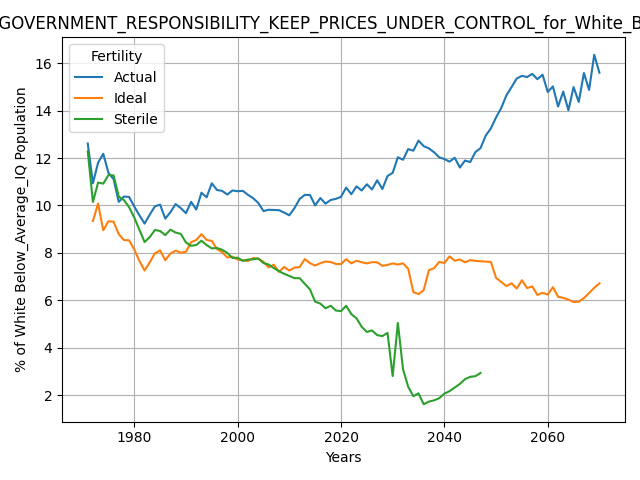 GOVERNMENT_RESPONSIBILITY_KEEP_PRICES_UNDER_CONTROL_for_White_B
Fertility
Actual
Ideal
Sterile
% of White Below_Average_IQ Population
16
14
12
10
8
6
4
2
1980 2000 2020 2040 2060
Years